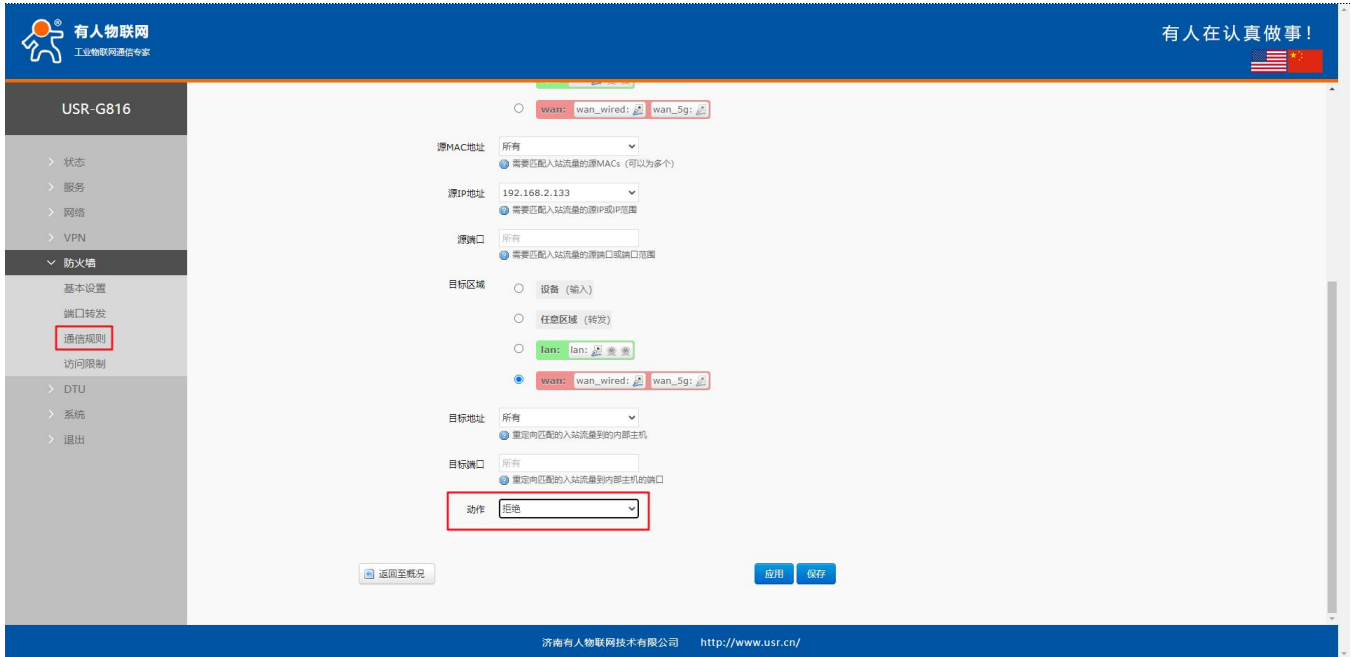 有人物联网
工业物联网通信专家
有人在认真做事!
USR-G816
状态
服务
网络
VPN
防火墙
基本设置
端口转发
通信规则
访问限制
DTU
系统
退出
wan: wan_wired: wan_5g:
源MAC地址 所有
需要匹配入站流量的源MACs（可以为多个）
源IP地址 192.168.2.133
需要匹配入站流量的源IP或IP范围
源端口 所有
需要匹配入站流量的源端口或端口范围
目标区域 设备（输入）
任意区域（转发）
lan: lan:
wan: wan_wired: wan_5g:
目标地址 所有
重定向匹配的入站流量到的内部主机
目标端口 所有
重定向匹配的入站流量到内部主机的端口
动作 拒绝
返回至概况 应用 保存
济南有人物联网技术有限公司 http://www.usr.cn/